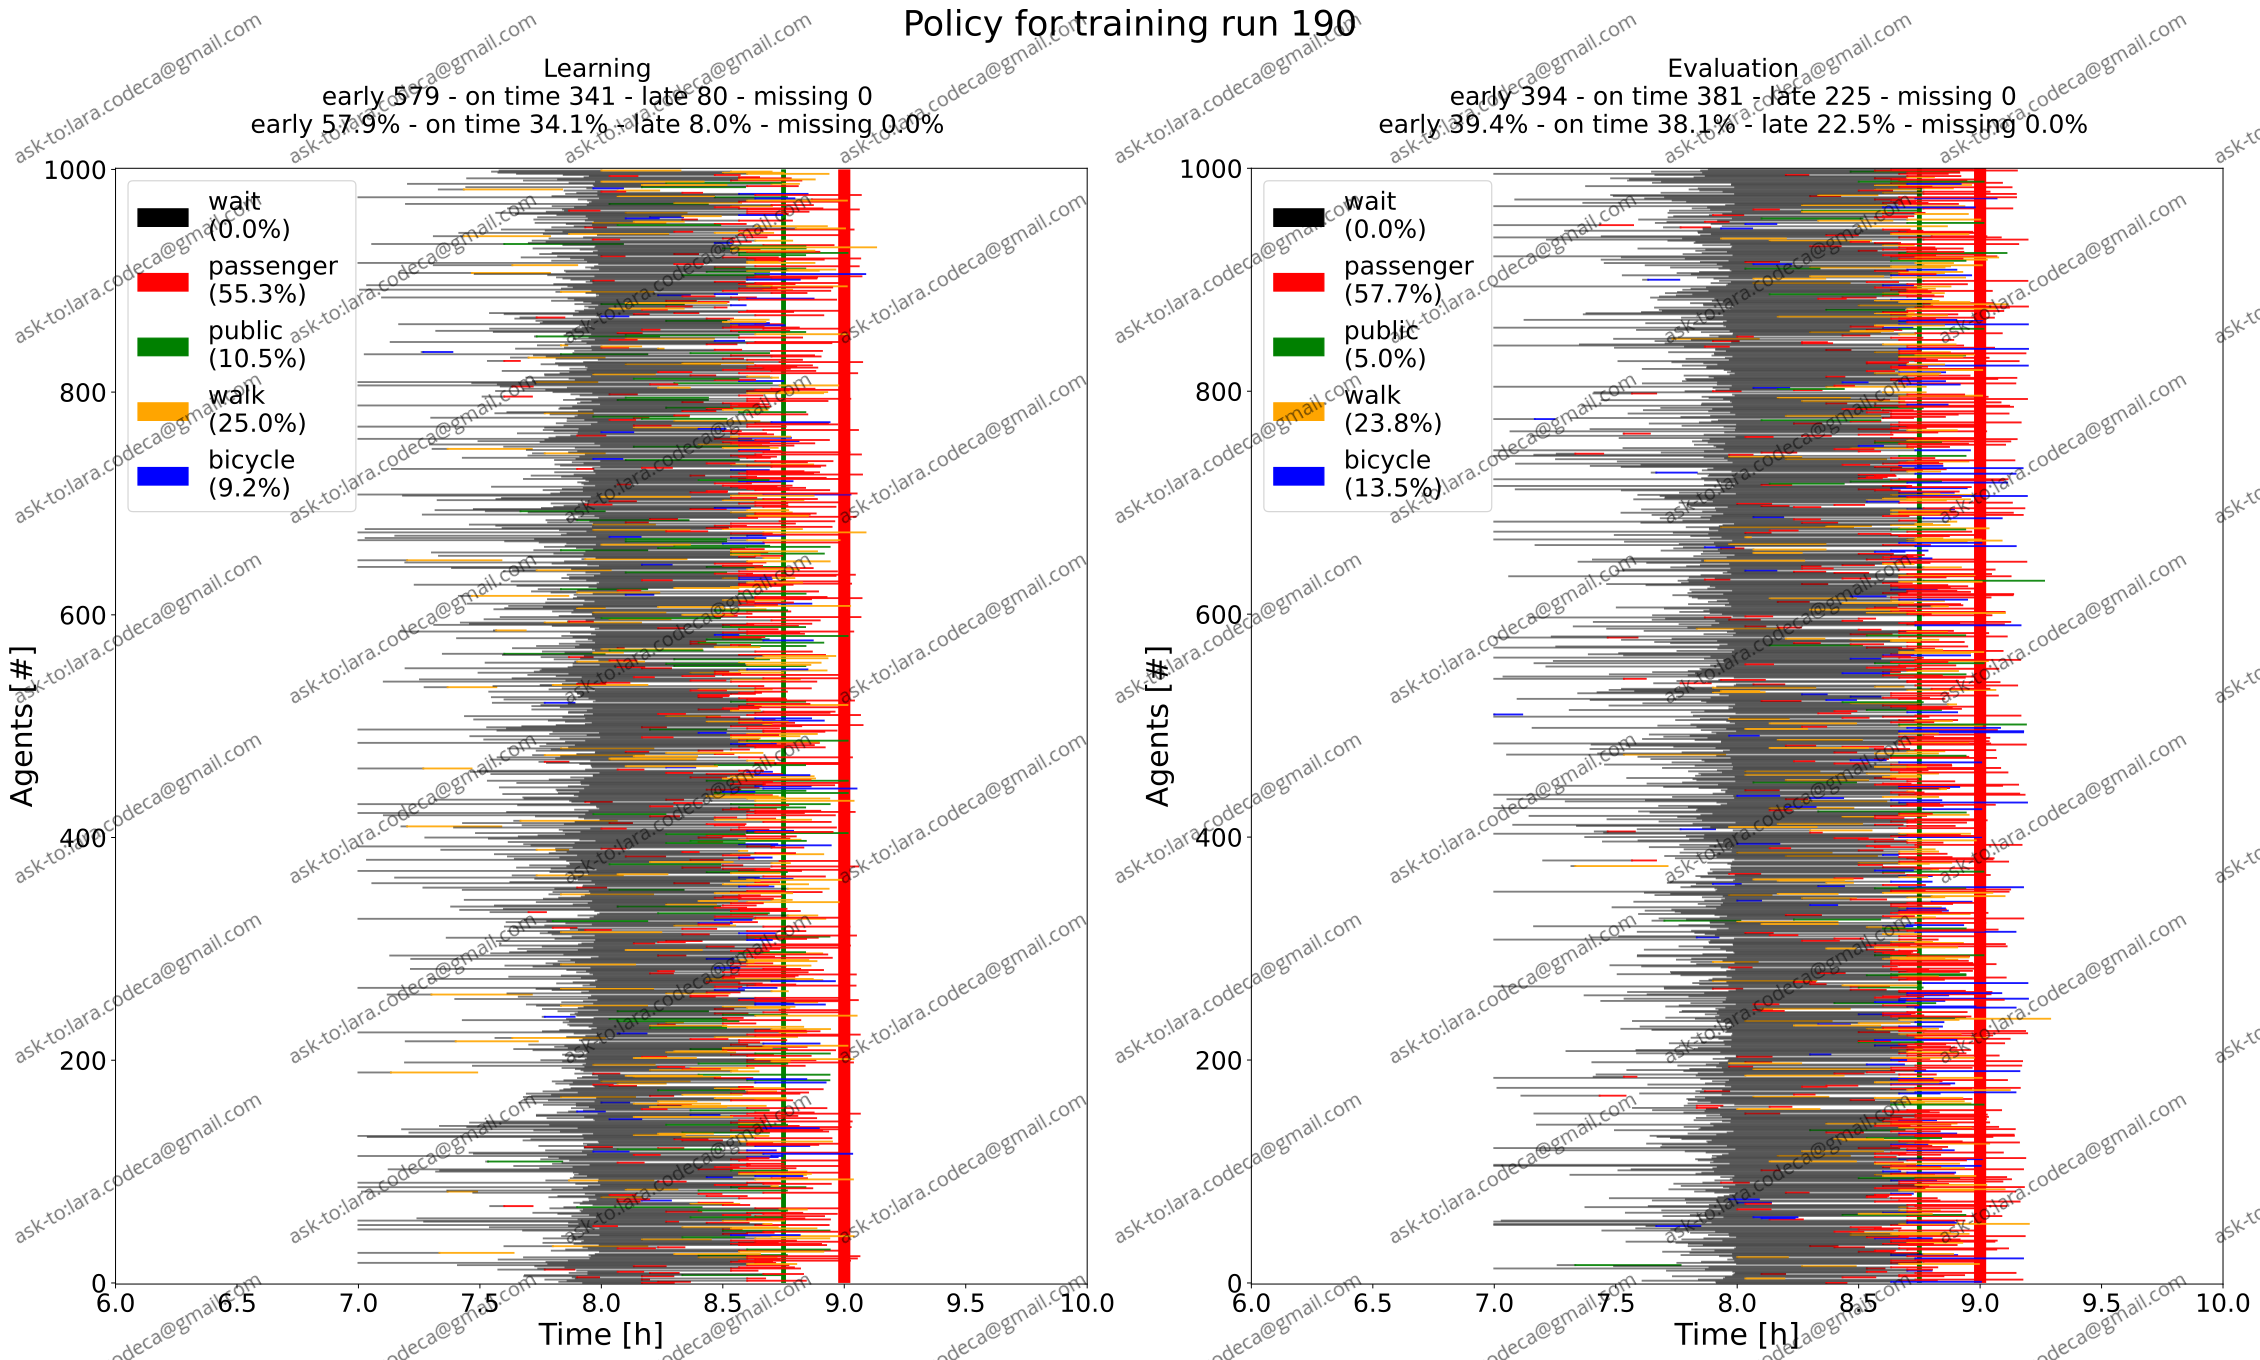 Policy for training run 190
Learning
early 579 - on time 341 - late 80 - missing 0
early 57.9% - on time 34.1% - late 8.0% - missing 0.0%
1000
800
600
400
200
0
Agents [#]
wait
(0.0%)
passenger
(55.3%)
public
(10.5%)
walk
(25.0%)
bicycle
(9.2%)
6.0 6.5 7.0 7.5 8.0 8.5 9.0 9.5 10.0
Time [h]
Evaluation
early 394 - on time 381 - late 225 - missing 0
early 39.4% - on time 38.1% - late 22.5% - missing 0.0%
1000
800
600
400
200
0
Agents [#]
wait
(0.0%)
passenger
(57.7%)
public
(5.0%)
walk
(23.8%)
bicycle
(13.5%)
6.0 6.5 7.0 7.5 8.0 8.5 9.0 9.5 10.0
Time [h]
ask-to:lara.codeca@gmail.com